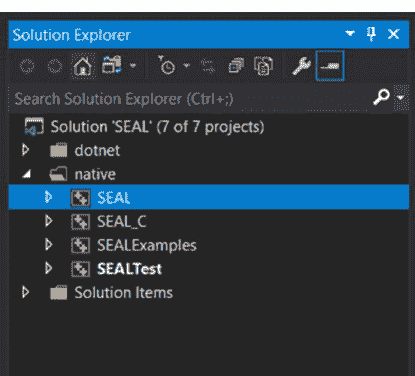 Solution Explorer
Search Solution Explorer (Ctrl+;)
Solution 'SEAL' (7 of 7 projects)
dotnet
native
SEAL
SEAL_C
SEALExamples
SEALTest
Solution Items